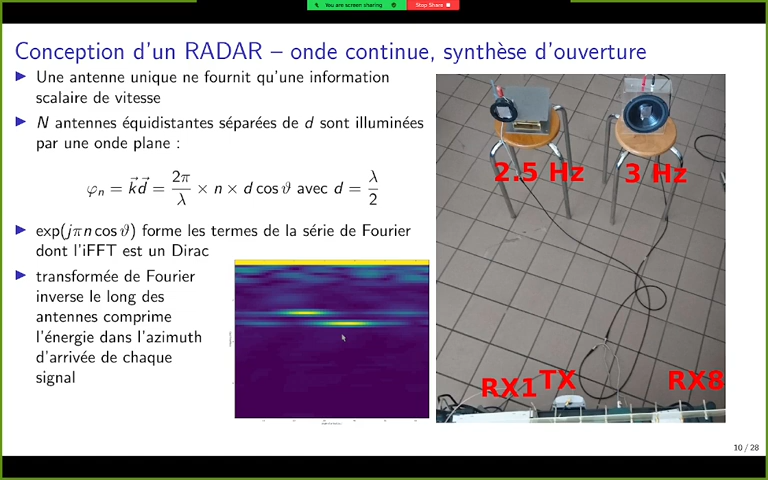 You are screen sharing
Stop Share
Conception d'un RADAR – onde continue, synthèse d'ouverture
Une antenne unique ne fournit qu'une information
scalaire de vitesse
N antennes équidistantes séparées de d sont illuminées
par une onde plane :
φn = k⃗d⃗ = 2π/λ × n × d cos ϑ avec d = λ/2
exp(jπn cos ϑ) forme les termes de la série de Fourier
dont l'iFFT est un Dirac
transformée de Fourier
inverse le long des
antennes comprime
l'énergie dans l'azimuth
d'arrivée de chaque
signal
2.5 Hz
3 Hz
RX1
TX
RX8
10 / 28